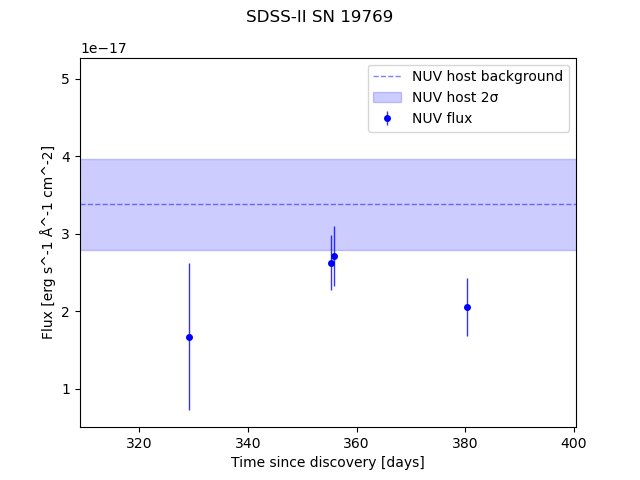 SDSS-II SN 19769
1e−17
NUV host background
NUV host 2σ
NUV flux
5
4
3
2
1
Flux [erg s^-1 Å^-1 cm^-2]
320
340
360
380
400
Time since discovery [days]